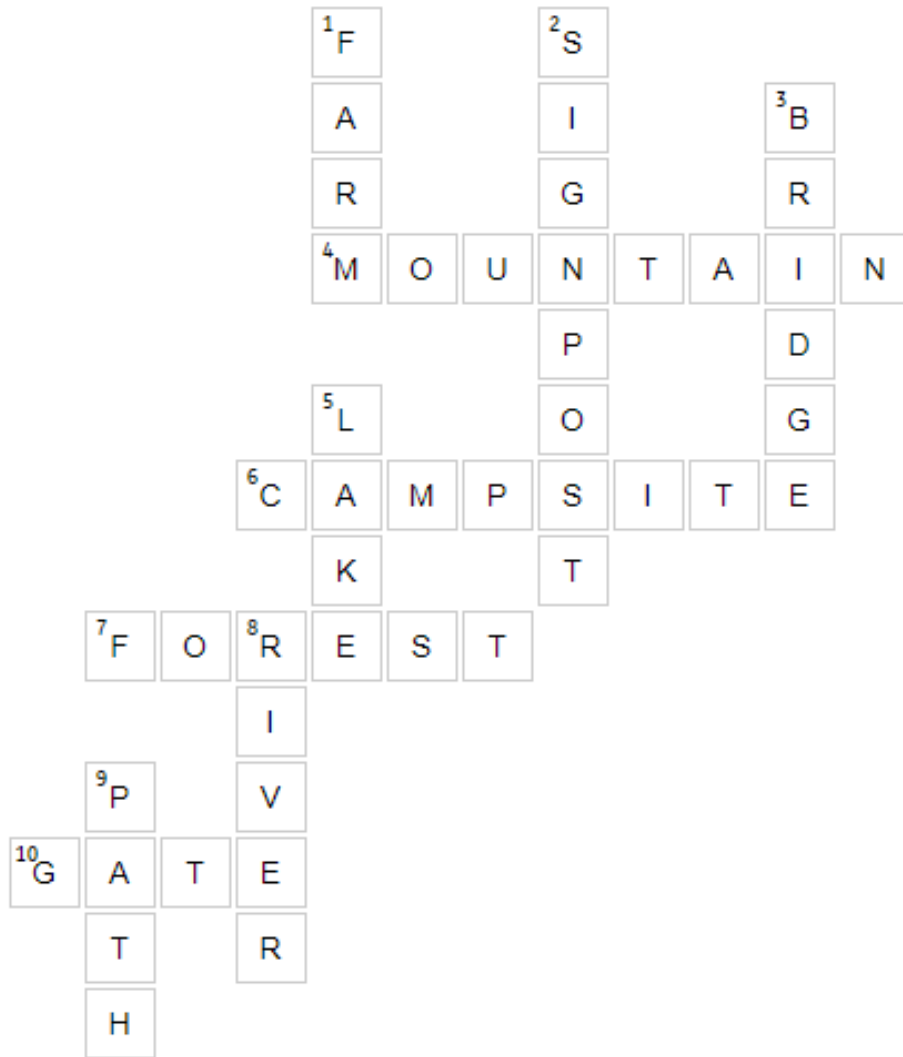 1F 2S
A I 3B
R G R
4M O U N T A I N
P D
5L O G
6C A M P S I T E
K T
7F O 8R E S T
I
9P V
10G A T E
T R
H